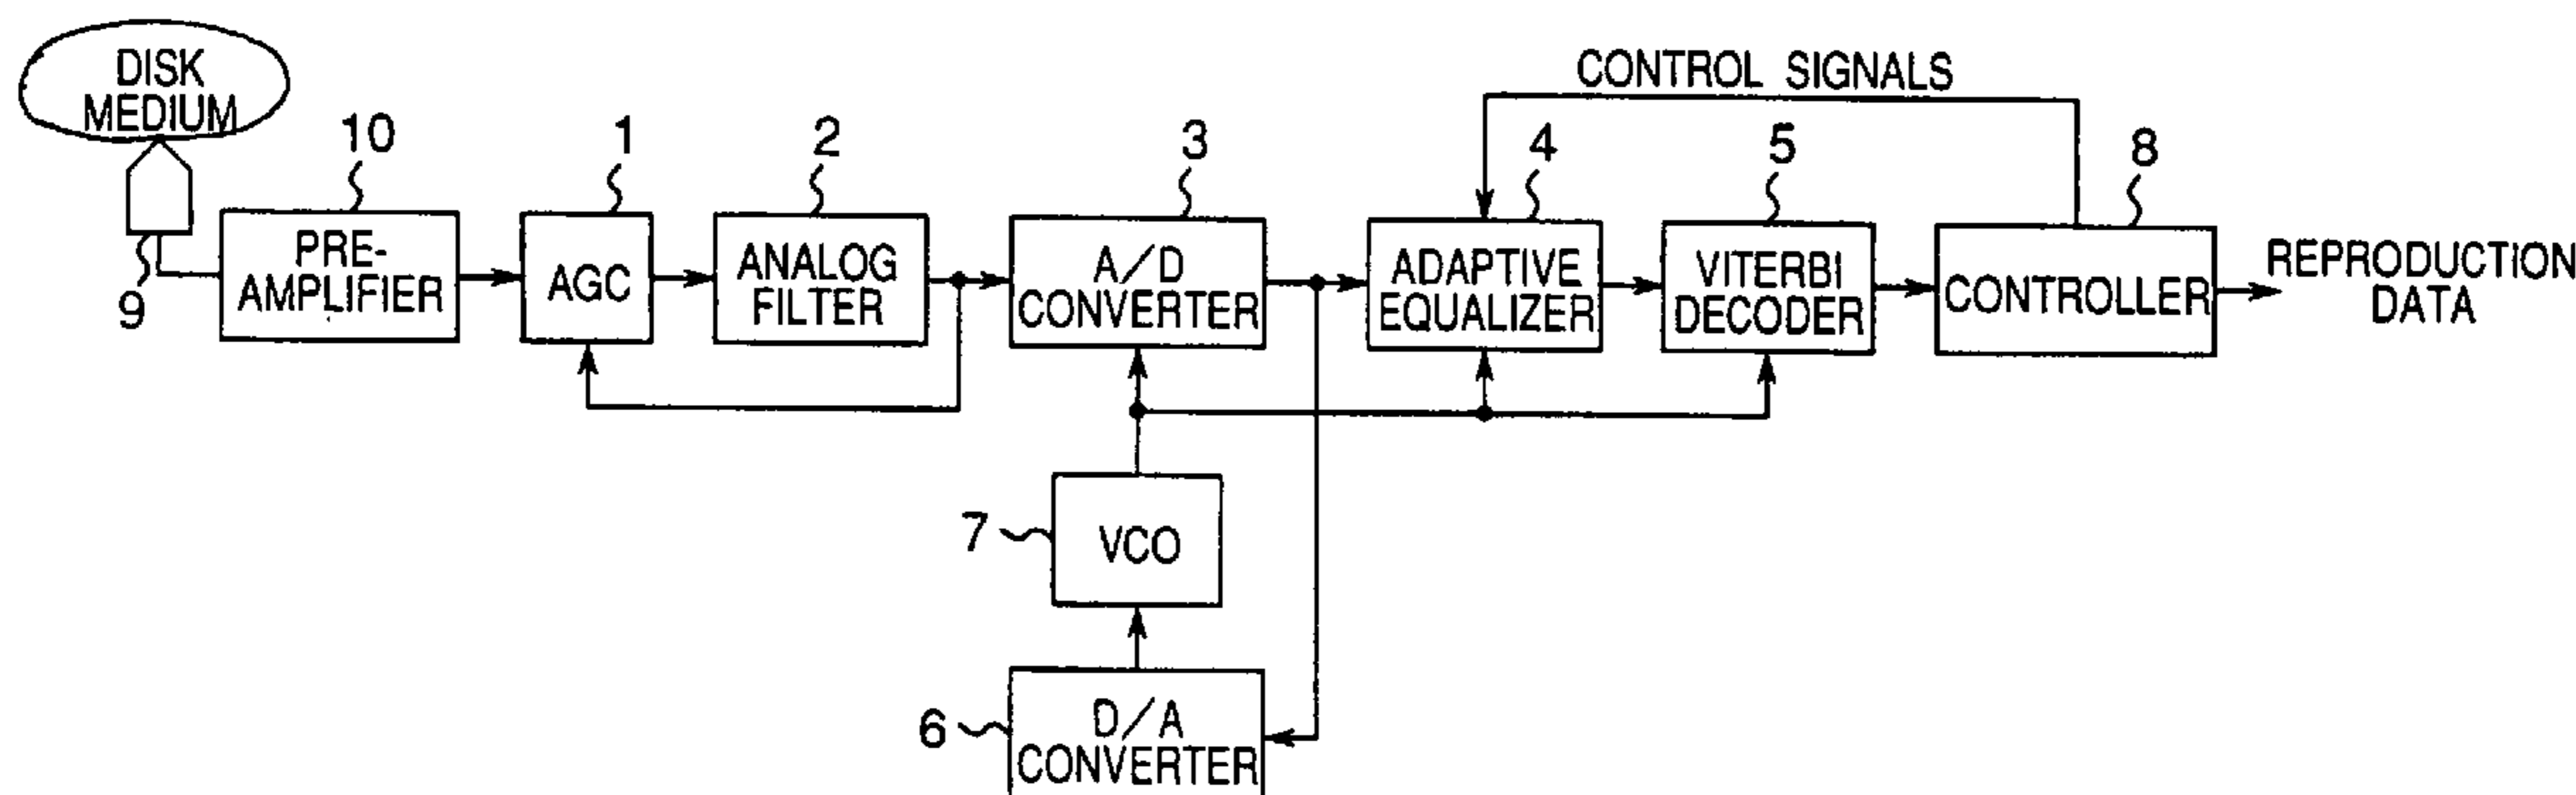 DISK
MEDIUM
CONTROL SIGNALS
10
1
2
3
4
5
8
9
PRE-
AMPLIFIER
AGC
ANALOG
FILTER
A/D
CONVERTER
ADAPTIVE
EQUALIZER
VITERBI
DECODER
CONTROLLER
REPRODUCTION
DATA
7
VCO
6
D/A
CONVERTER